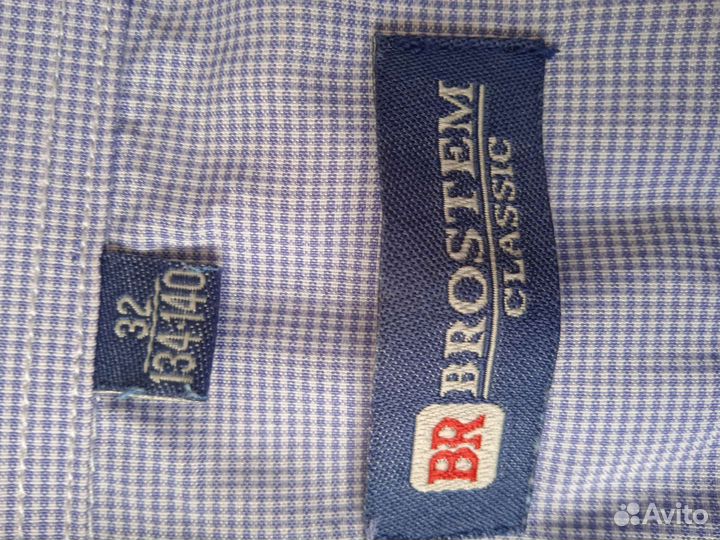 BR BROSTEM
CLASSIC
32
134-140
Avito